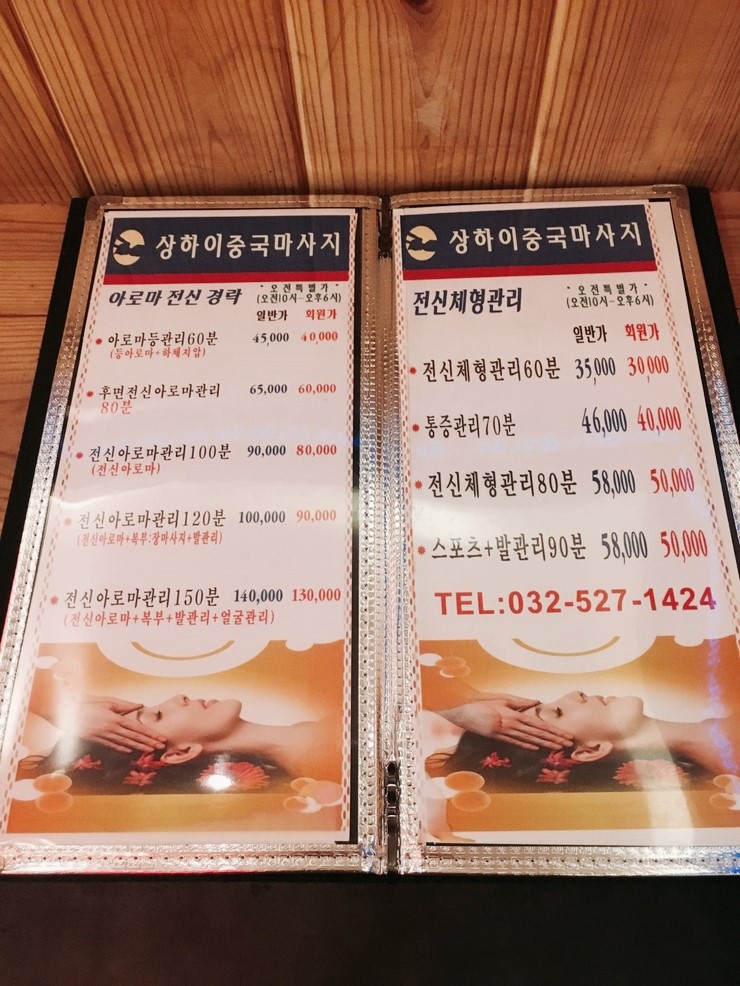 상하이중국마사지
아로마 전신 경락
* 오전특별가 *
(오전10시~오후6시)
일반가 회원가
아로마등관리60분 45,000 40,000
(등아로마+하체지압)
후면전신아로마관리 65,000 60,000
80분
전신아로마관리100분 90,000 80,000
(전신아로마)
전신아로마관리120분 100,000 90,000
(전신아로마+복부:장마사지+발관리)
전신아로마관리150분 140,000 130,000
(전신아로마+복부+발관리+얼굴관리)
상하이중국마사지
전신체형관리
* 오전특별가 *
(오전10시~오후6시)
일반가 회원가
전신체형관리60분 35,000 30,000
통증관리70분 46,000 40,000
전신체형관리80분 58,000 50,000
스포츠+발관리90분 58,000 50,000
TEL:032-527-1424